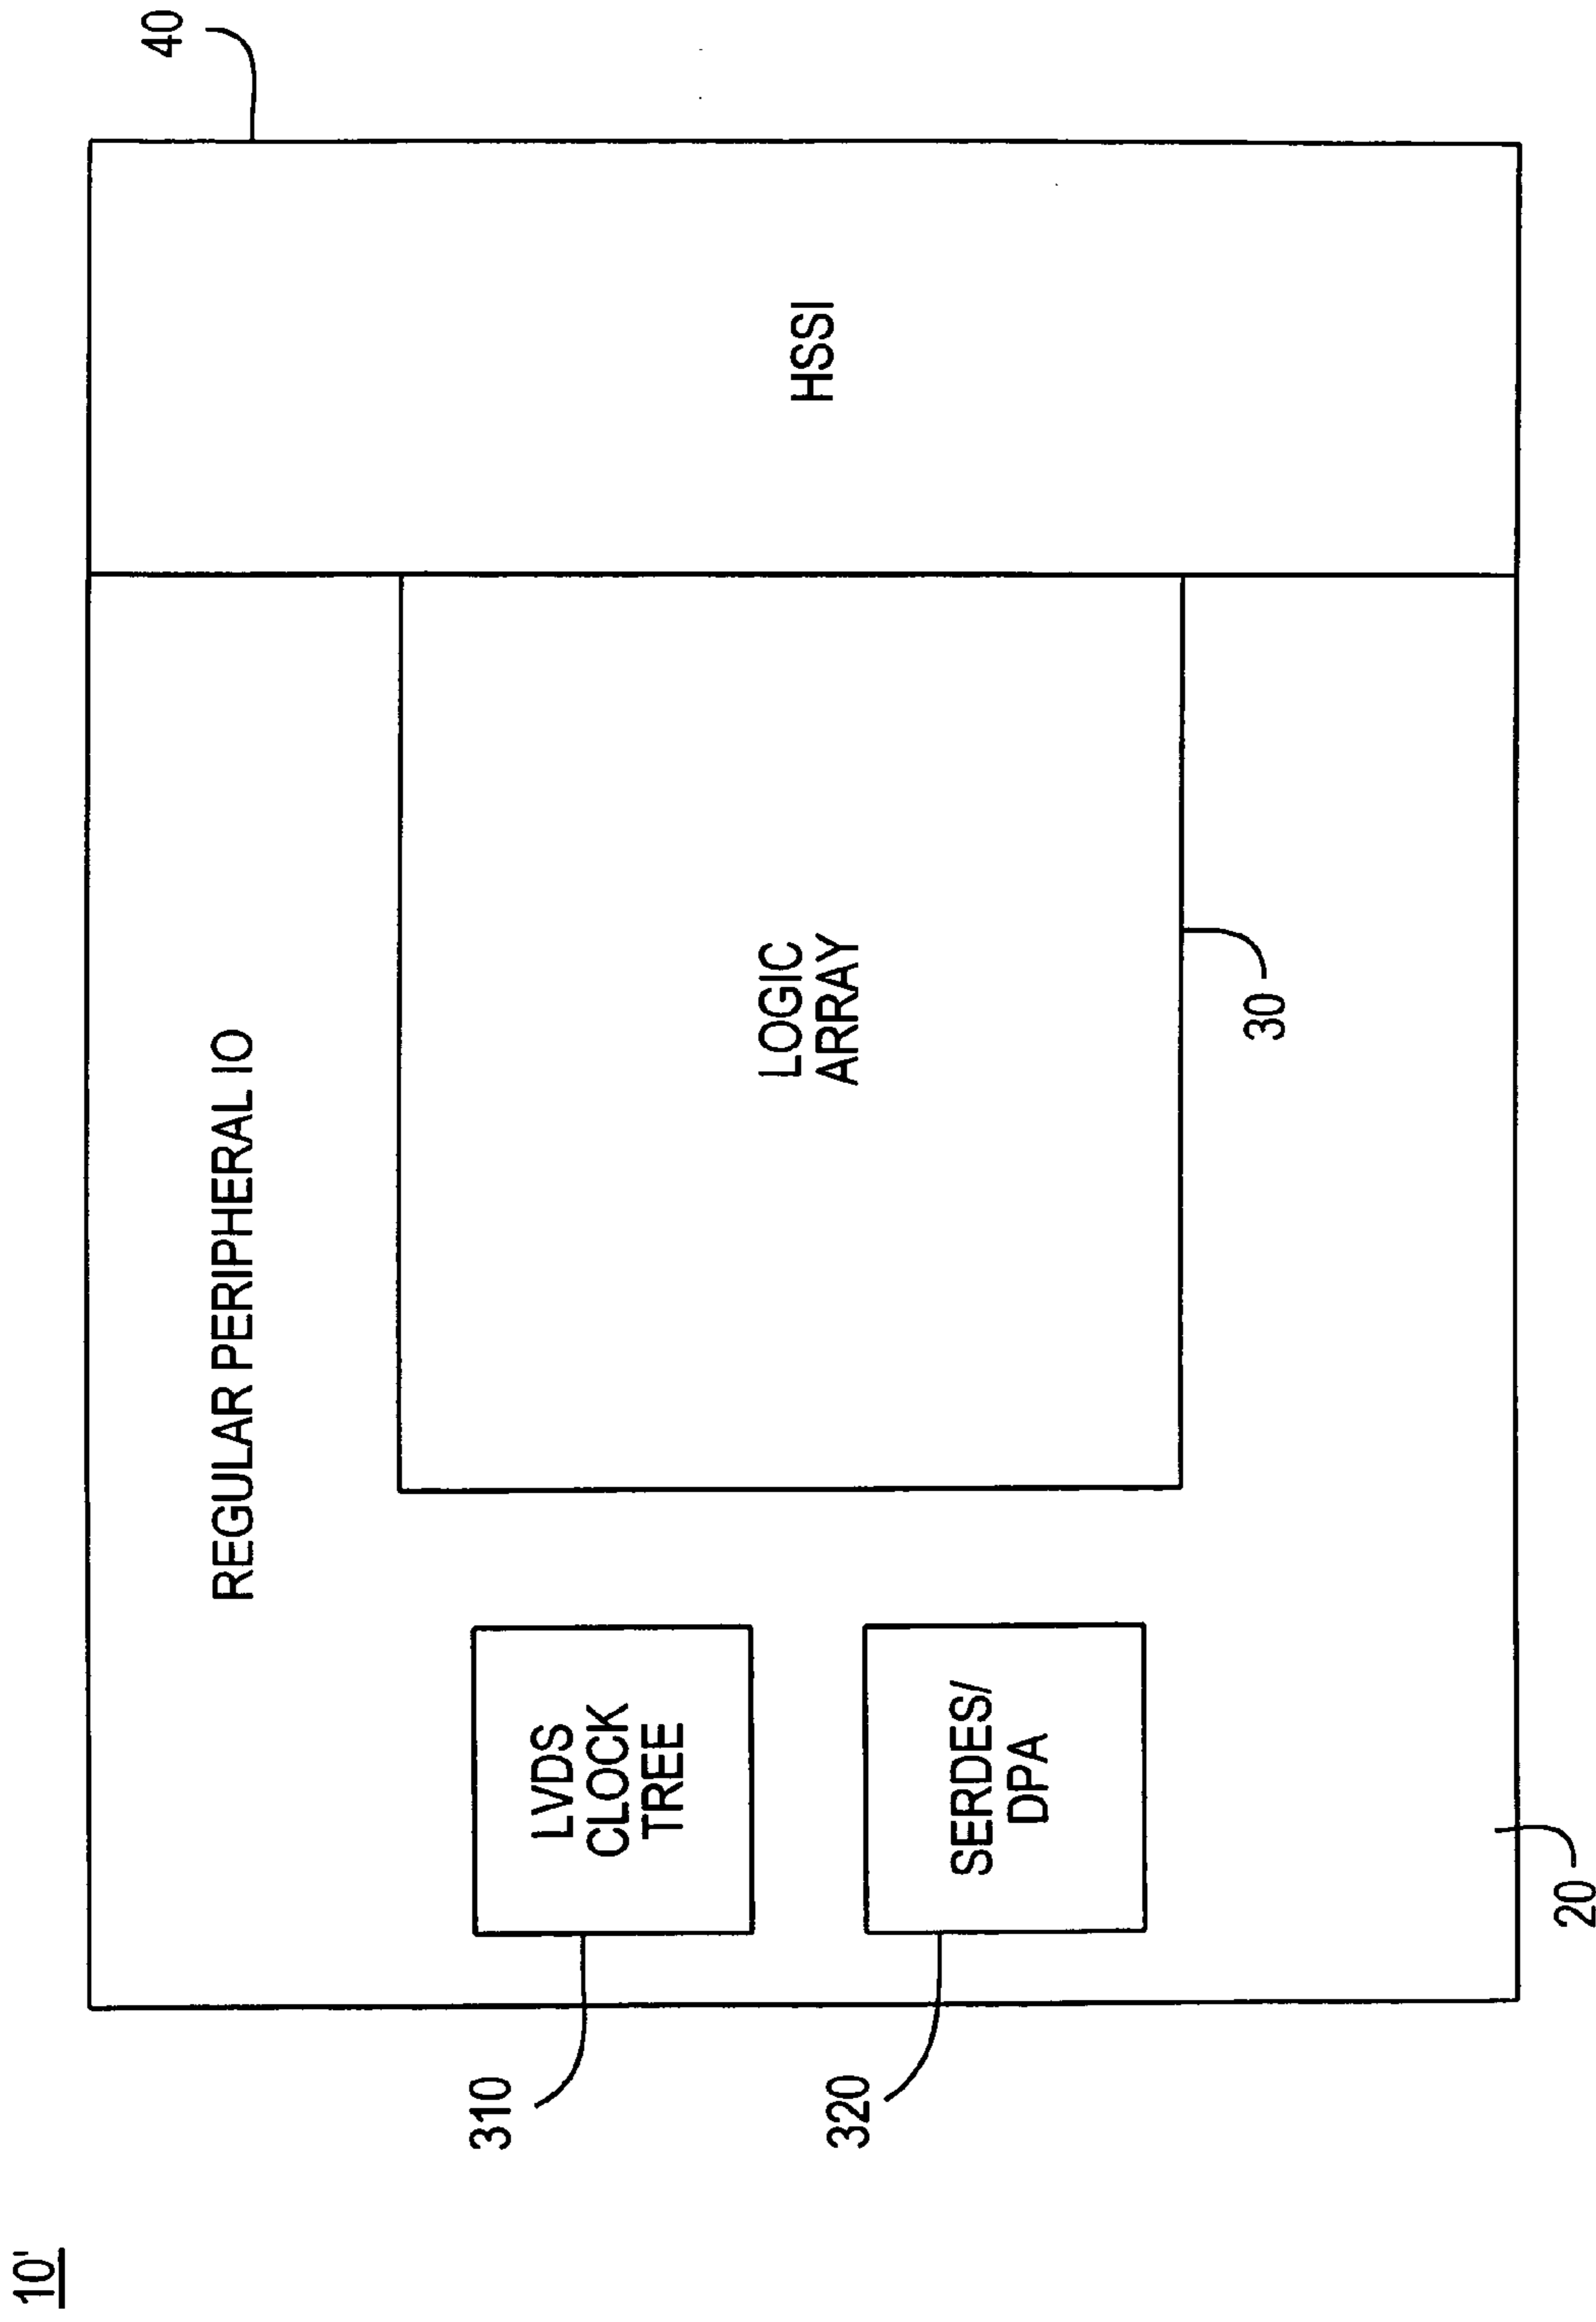 10'
REGULAR PERIPHERAL IO
40
310
LVDS
CLOCK
TREE
LOGIC
ARRAY
HSSI
320
SERDES/
DPA
30
20